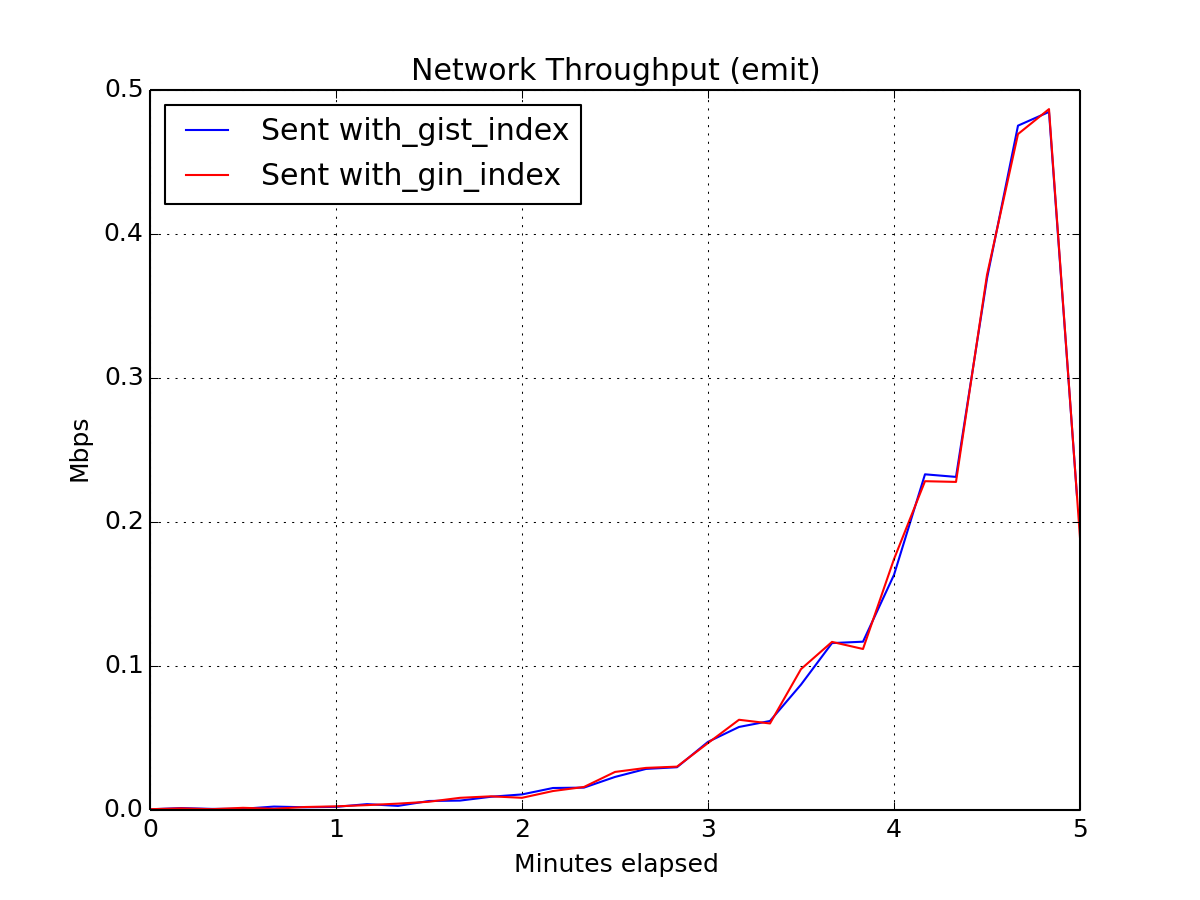 Network Throughput (emit)
Sent with_gist_index
Sent with_gin_index
0.5
0.4
0.3
0.2
0.1
0.0
Mbps
0 1 2 3 4 5
Minutes elapsed